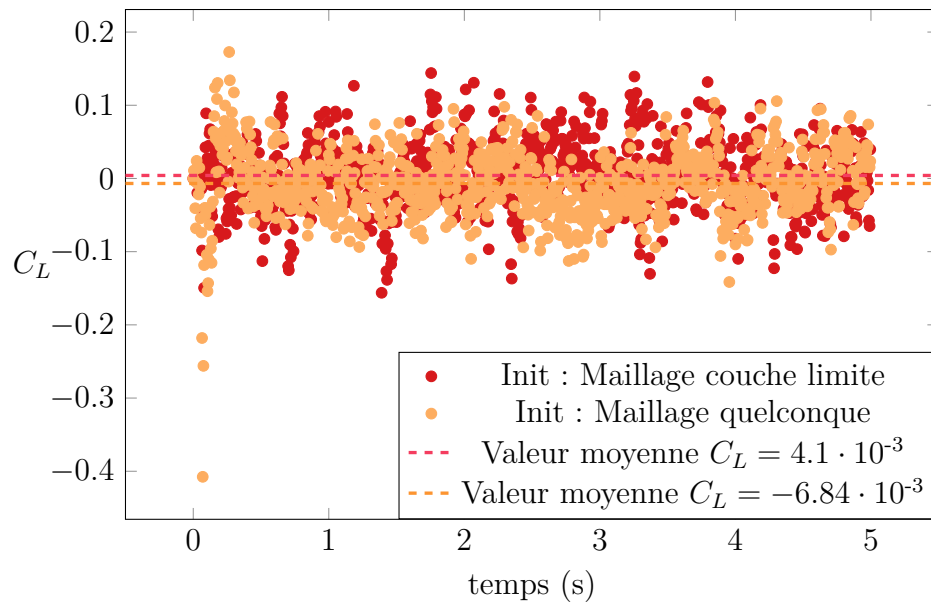 0.2
0.1
0
−0.1
−0.2
−0.3
−0.4
C_L
0 1 2 3 4 5
temps (s)
Init : Maillage couche limite
Init : Maillage quelconque
Valeur moyenne C_L = 4.1 · 10^-3
Valeur moyenne C_L = −6.84 · 10^-3